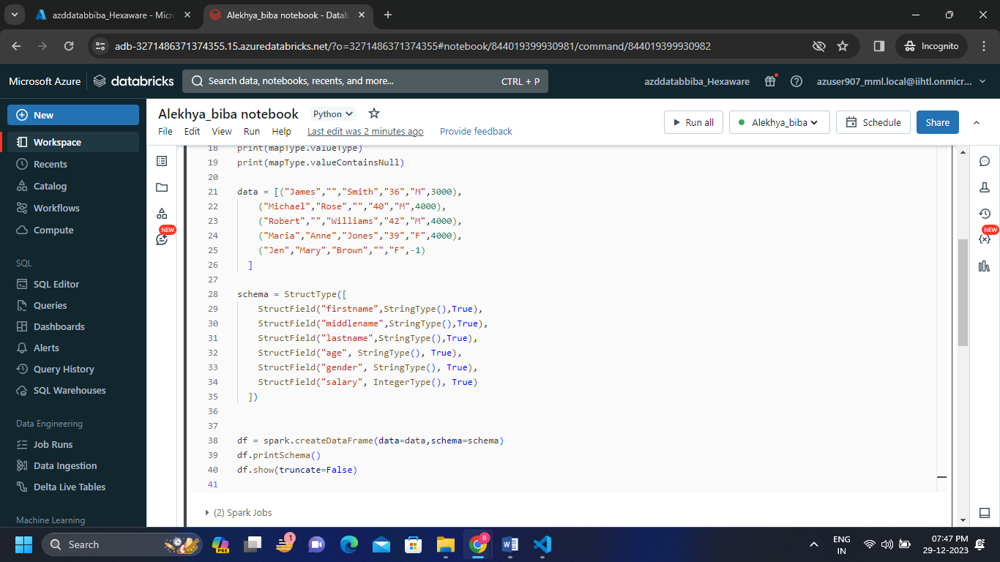 azddatabbiba_Hexaware - Micr
Alekhya_biba notebook - Datab
adb-3271486371374355.15.azuredatabricks.net/?o=3271486371374355#notebook/844019399930981/command/844019399930982
Incognito
Microsoft Azure
databricks
Search data, notebooks, recents, and more...
CTRL + P
azddatabbiba_Hexaware
azuser907_mml.local@iihtl.onmicr...
New
Workspace
Recents
Catalog
Workflows
Compute
SQL
SQL Editor
Queries
Dashboards
Alerts
Query History
SQL Warehouses
Data Engineering
Job Runs
Data Ingestion
Delta Live Tables
Machine Learning
Alekhya_biba notebook
Python
File Edit View Run Help Last edit was 2 minutes ago Provide feedback
Run all
Alekhya_biba
Schedule
Share
NEW
18 print(mapType.valueType)
19 print(mapType.valueContainsNull)
20
21 data = [("James","","Smith","36","M",3000),
22 ("Michael","Rose","","40","M",4000),
23 ("Robert","","Williams","42","M",4000),
24 ("Maria","Anne","Jones","39","F",4000),
25 ("Jen","Mary","Brown","","F",-1)
26 ]
27
28 schema = StructType([
29 StructField("firstname",StringType(),True),
30 StructField("middlename",StringType(),True),
31 StructField("lastname",StringType(),True),
32 StructField("age", StringType(), True),
33 StructField("gender", StringType(), True),
34 StructField("salary", IntegerType(), True)
35 ])
36
37
38 df = spark.createDataFrame(data=data,schema=schema)
39 df.printSchema()
40 df.show(truncate=False)
41
(2) Spark Jobs
NEW
Search
PRE
1
B
ENG
IN
07:47 PM
29-12-2023